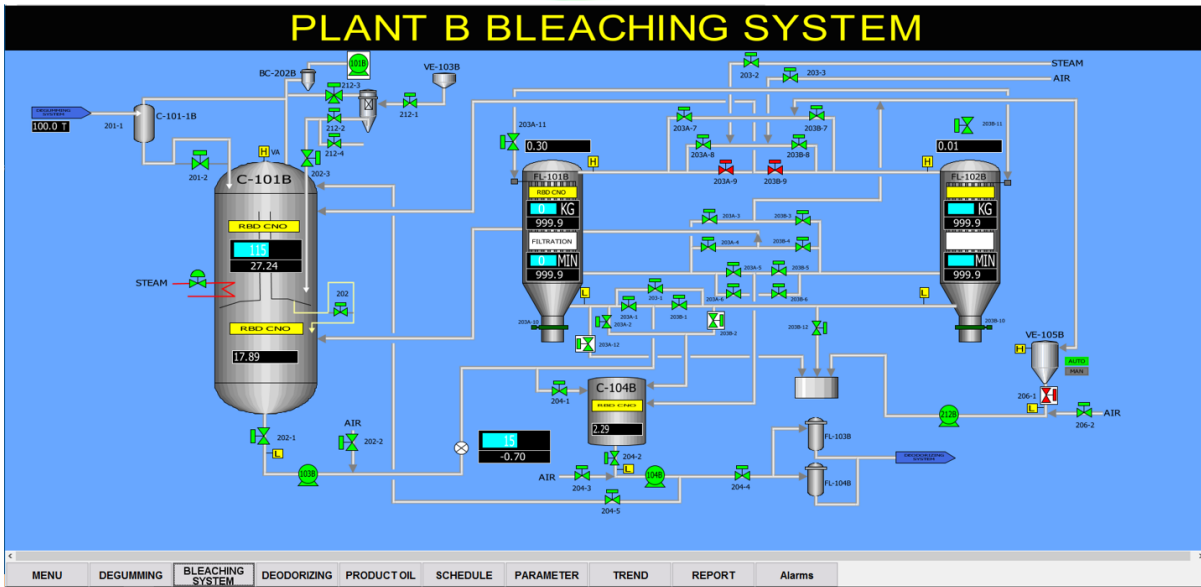 PLANT B BLEACHING SYSTEM
BC-202B
101B
VE-103B
212-3
212-1
212-2
212-4
DEGUMMING
SYSTEM
100.0 T
201-1
C-101-1B
201-2
H VA
202-3
C-101B
RBD CNO
115
27.24
STEAM
202
RBD CNO
17.89
202-1
L
AIR
202-2
103B
203-2
STEAM
203-3
AIR
203A-11
0.30
H
FL-101B
RBD CNO
0 KG
999.9
FILTRATION
0 MIN
999.9
L
203A-10
203A-7
203B-7
203A-8
203B-8
203A-9
203B-9
203A-3
203B-3
203A-4
203B-4
203A-5
203B-5
203A-6
203B-6
203-1
203A-1
203B-1
203A-2
203B-2
203A-12
203B-12
203B-11
0.01
H
FL-102B
KG
999.9
MIN
999.9
L
203B-10
VE-105B
H
AUTO
MAN
206-1
L
206-2
AIR
212B
C-104B
RBD CNO
2.29
204-1
204-2
L
15
-0.70
AIR
204-3
104B
204-4
204-5
FL-103B
FL-104B
DEODORIZING
SYSTEM
MENU
DEGUMMING
BLEACHING
SYSTEM
DEODORIZING
PRODUCT OIL
SCHEDULE
PARAMETER
TREND
REPORT
Alarms